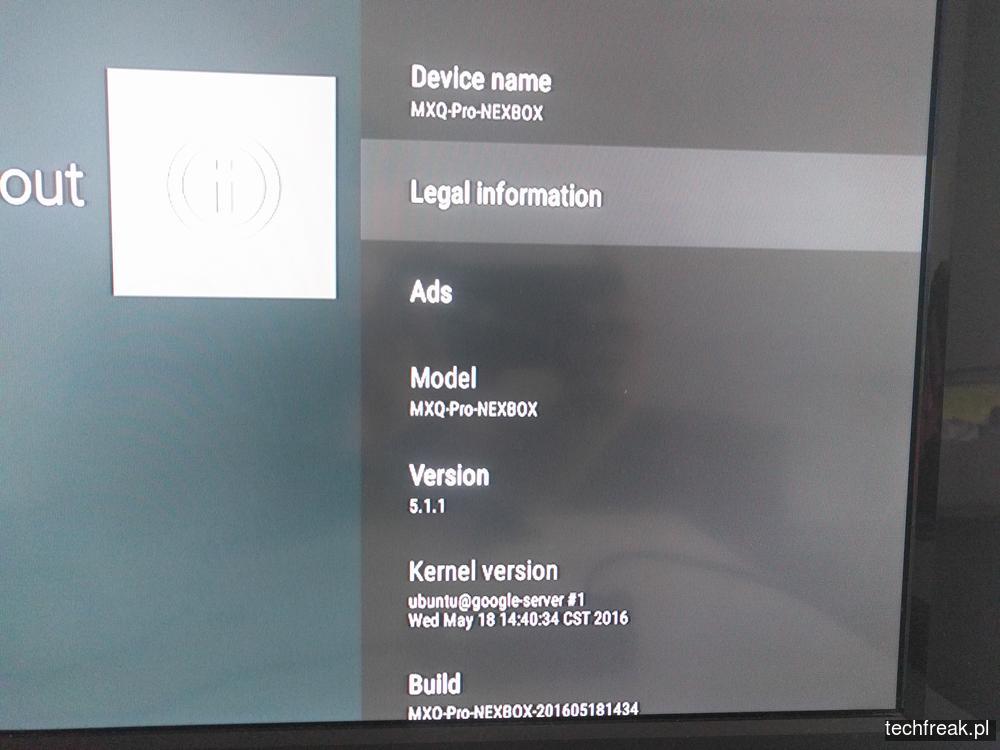 out
Device name
MXQ-Pro-NEXBOX
Legal information
Ads
Model
MXQ-Pro-NEXBOX
Version
5.1.1
Kernel version
ubuntu@google-server #1
Wed May 18 14:40:34 CST 2016
Build
MXQ-Pro-NEXBOX-201605181434
techfreak.pl